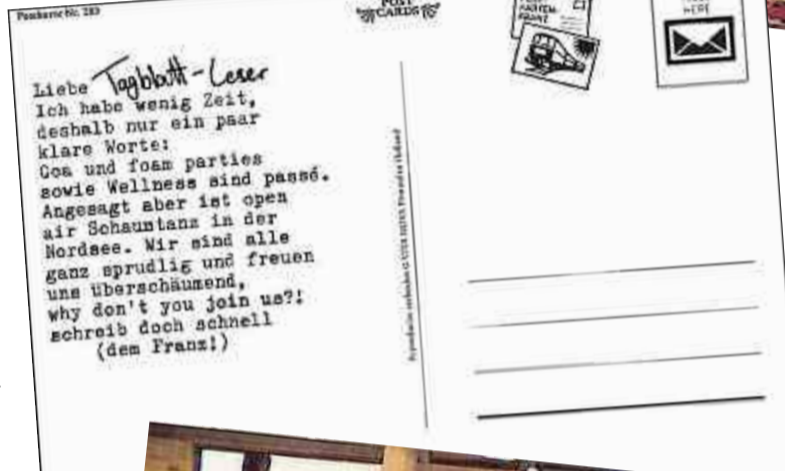 Postkarte Nr. 283
POST
CARDS
Liebe Tagblatt-Leser
Ich habe wenig Zeit,
deshalb nur ein paar
klare Worte:
Goa und foam parties
sowie Wellness sind passé.
Angesagt aber ist open
air Schaumtanz in der
Nordsee. Wir sind alle
ganz sprudlig und freuen
uns überschäumend,
why don't you join us?!
schreib doch schnell
(dem Franz!)